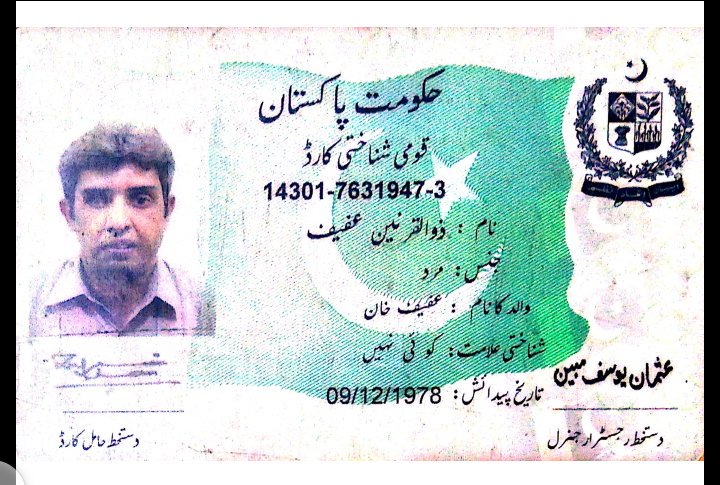 حکومت پاکستان
قومی شناختی کارڈ
14301-7631947-3
نام : ذوالقرنین عفیف
جنس : مرد
والد کا نام : عفیف خان
شناختی علامت : کوئی نہیں
تاریخ پیدائش : 09/12/1978
عثمان یوسف مبین
دستخط حامل کارڈ
دستخط رجسٹرار جنرل